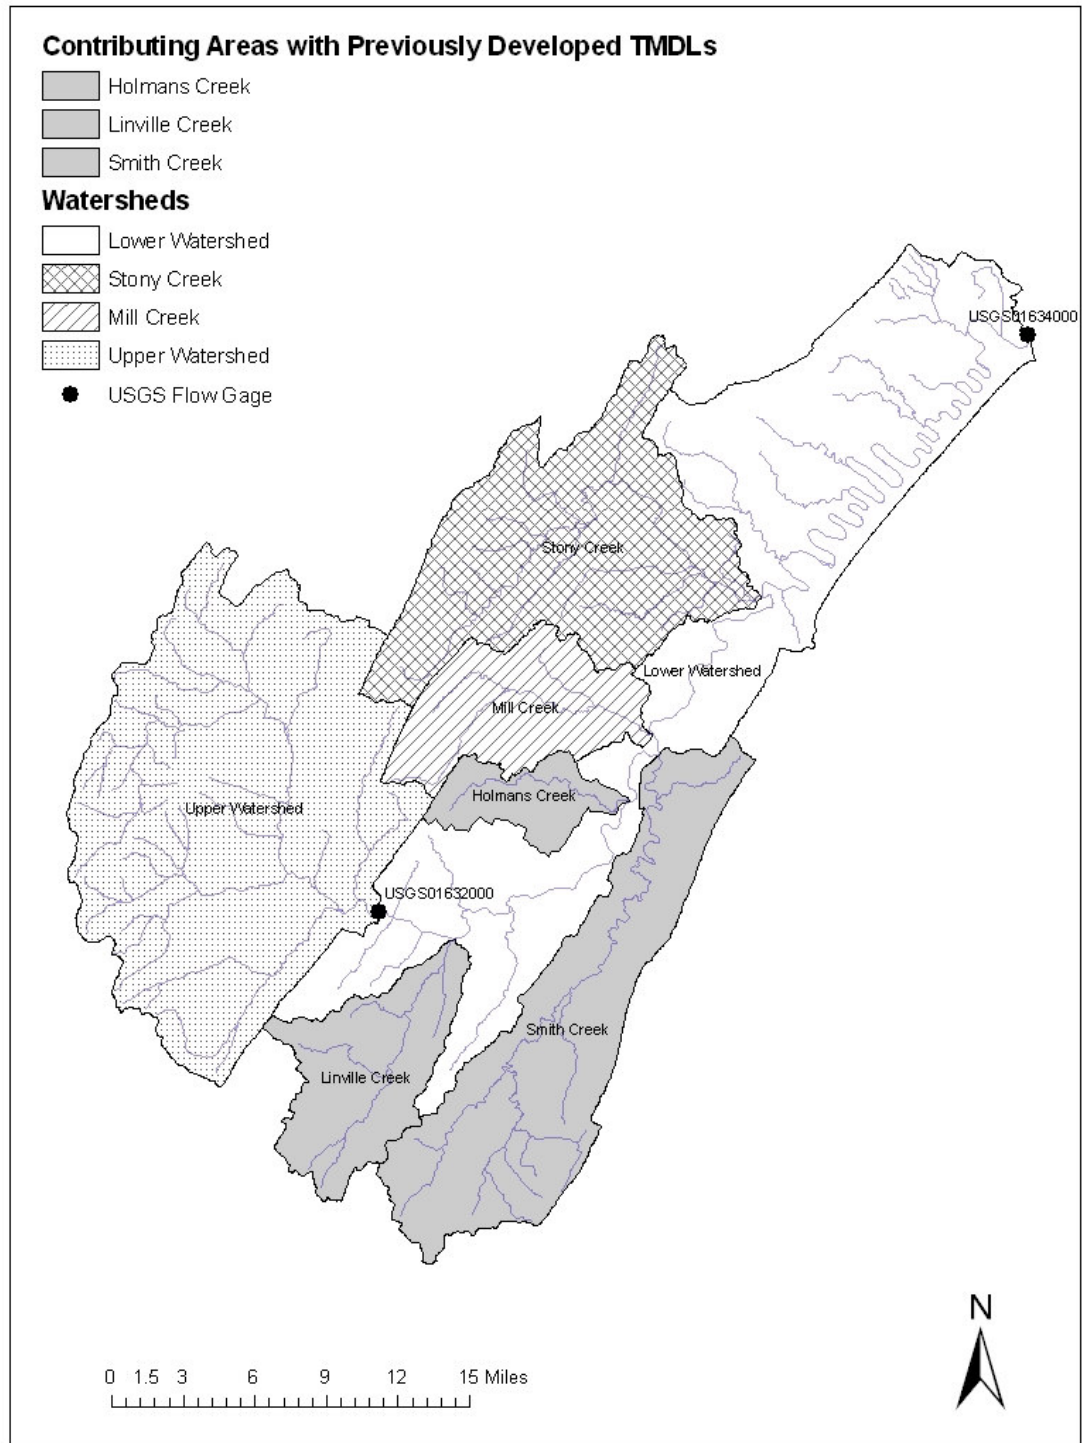 Contributing Areas with Previously Developed TMDLs
Holmans Creek
Linville Creek
Smith Creek
Watersheds
Lower Watershed
Stony Creek
Mill Creek
Upper Watershed
USGS Flow Gage
USGS01634000
Stony Creek
Lower Watershed
Mill Creek
Holmans Creek
Upper Watershed
USGS01632000
Smith Creek
Linville Creek
N
0 1.5 3 6 9 12 15 Miles